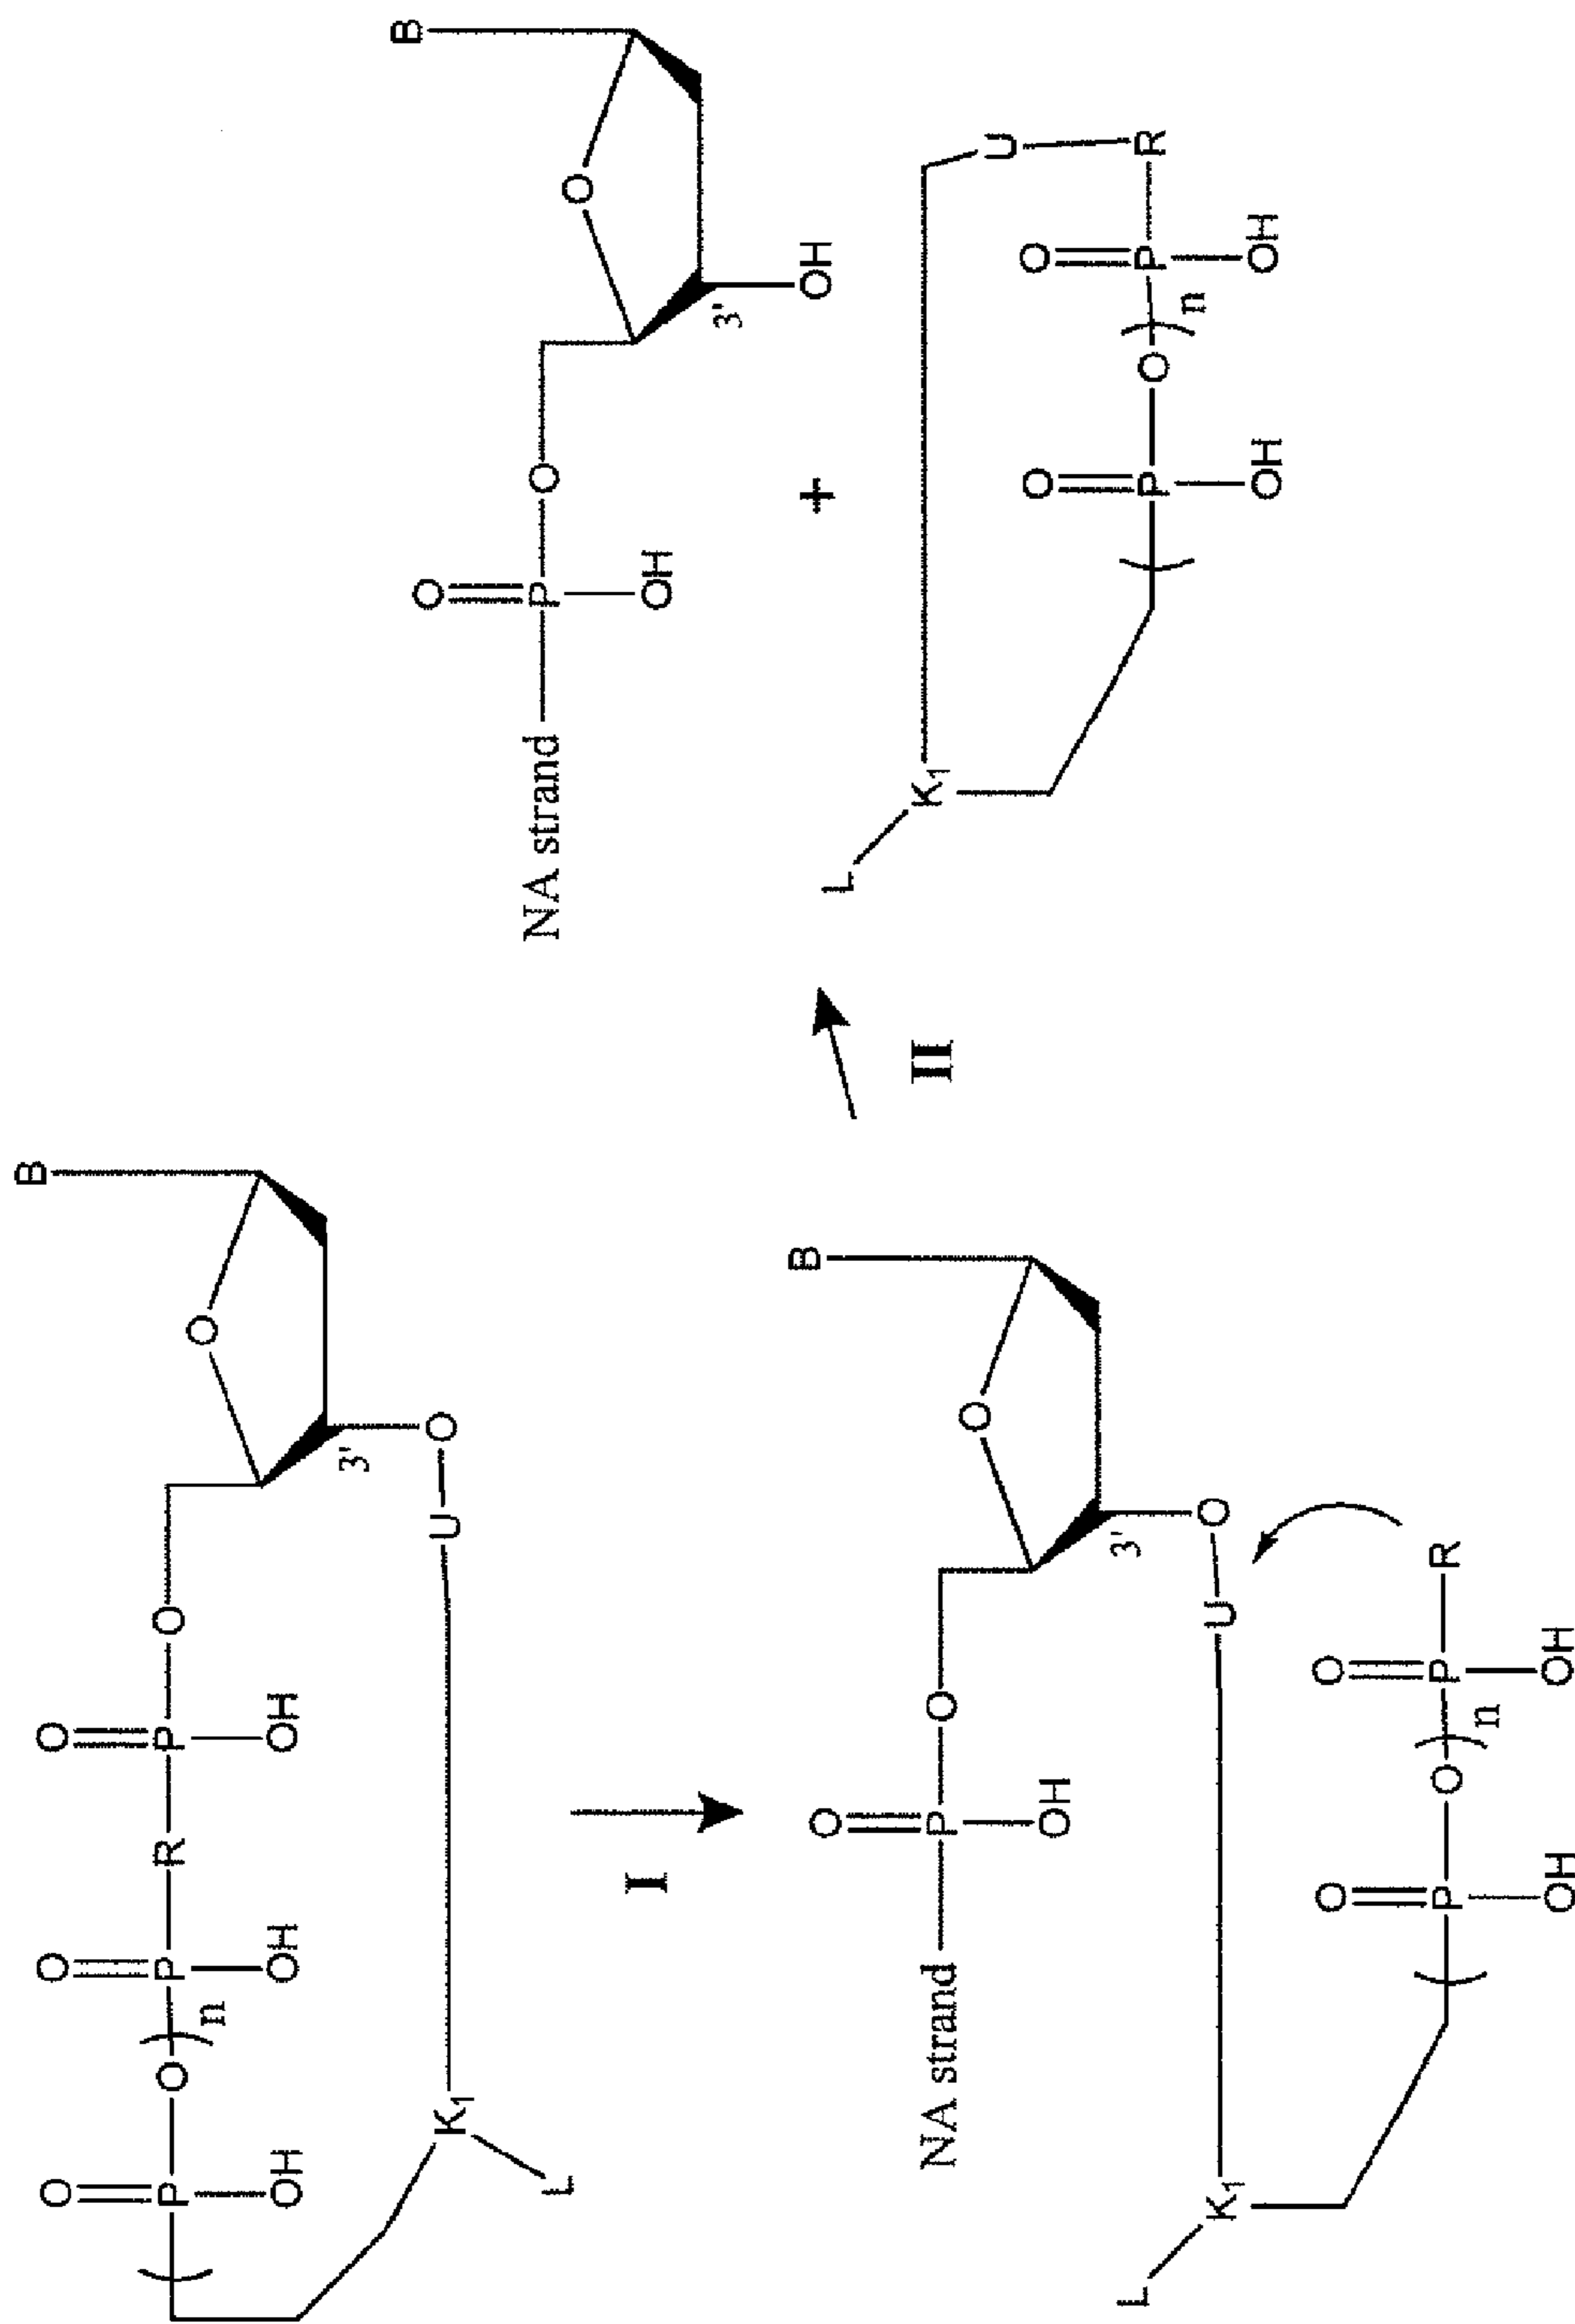 B
O O O
P O ( ) P R P O O
n
OH OH OH
3'
K₁ U O
L
I
B
O
NA strand P O O
OH
3'
L
K₁ U O
O O
( P O ) P R
n
OH OH
II
B
O
NA strand P O O
OH
3'
OH
+
L
K₁
U
O O
( P O ) P R
n
OH OH